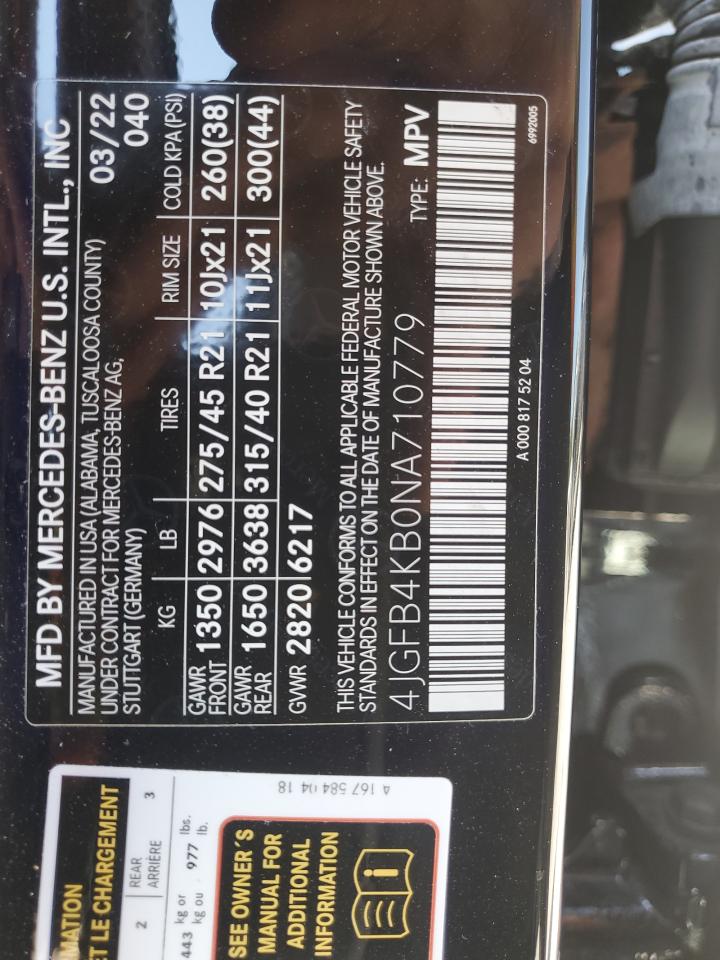 MFD BY MERCEDES-BENZ U.S. INTL., INC
MANUFACTURED IN USA (ALABAMA, TUSCALOOSA COUNTY) 03/22
UNDER CONTRACT FOR MERCEDES-BENZ AG, 040
STUTTGART (GERMANY)
KG LB TIRES RIM SIZE COLD KPA (PSI)
GAWR FRONT 1350 2976 275/45 R21 10Jx21 260(38)
GAWR REAR 1650 3638 315/40 R21 11Jx21 300(44)
GVWR 2820 6217
THIS VEHICLE CONFORMS TO ALL APPLICABLE FEDERAL MOTOR VEHICLE SAFETY
STANDARDS IN EFFECT ON THE DATE OF MANUFACTURE SHOWN ABOVE.
4JGFB4KB0NA710779 TYPE: MPV
A 000 817 52 04
6992005
MATION
ET LE CHARGEMENT
2 REAR 3
ARRIÈRE
443 kg or 977 lbs.
kg ou lb.
SEE OWNER'S
MANUAL FOR
ADDITIONAL
INFORMATION
A 167 584 04 18